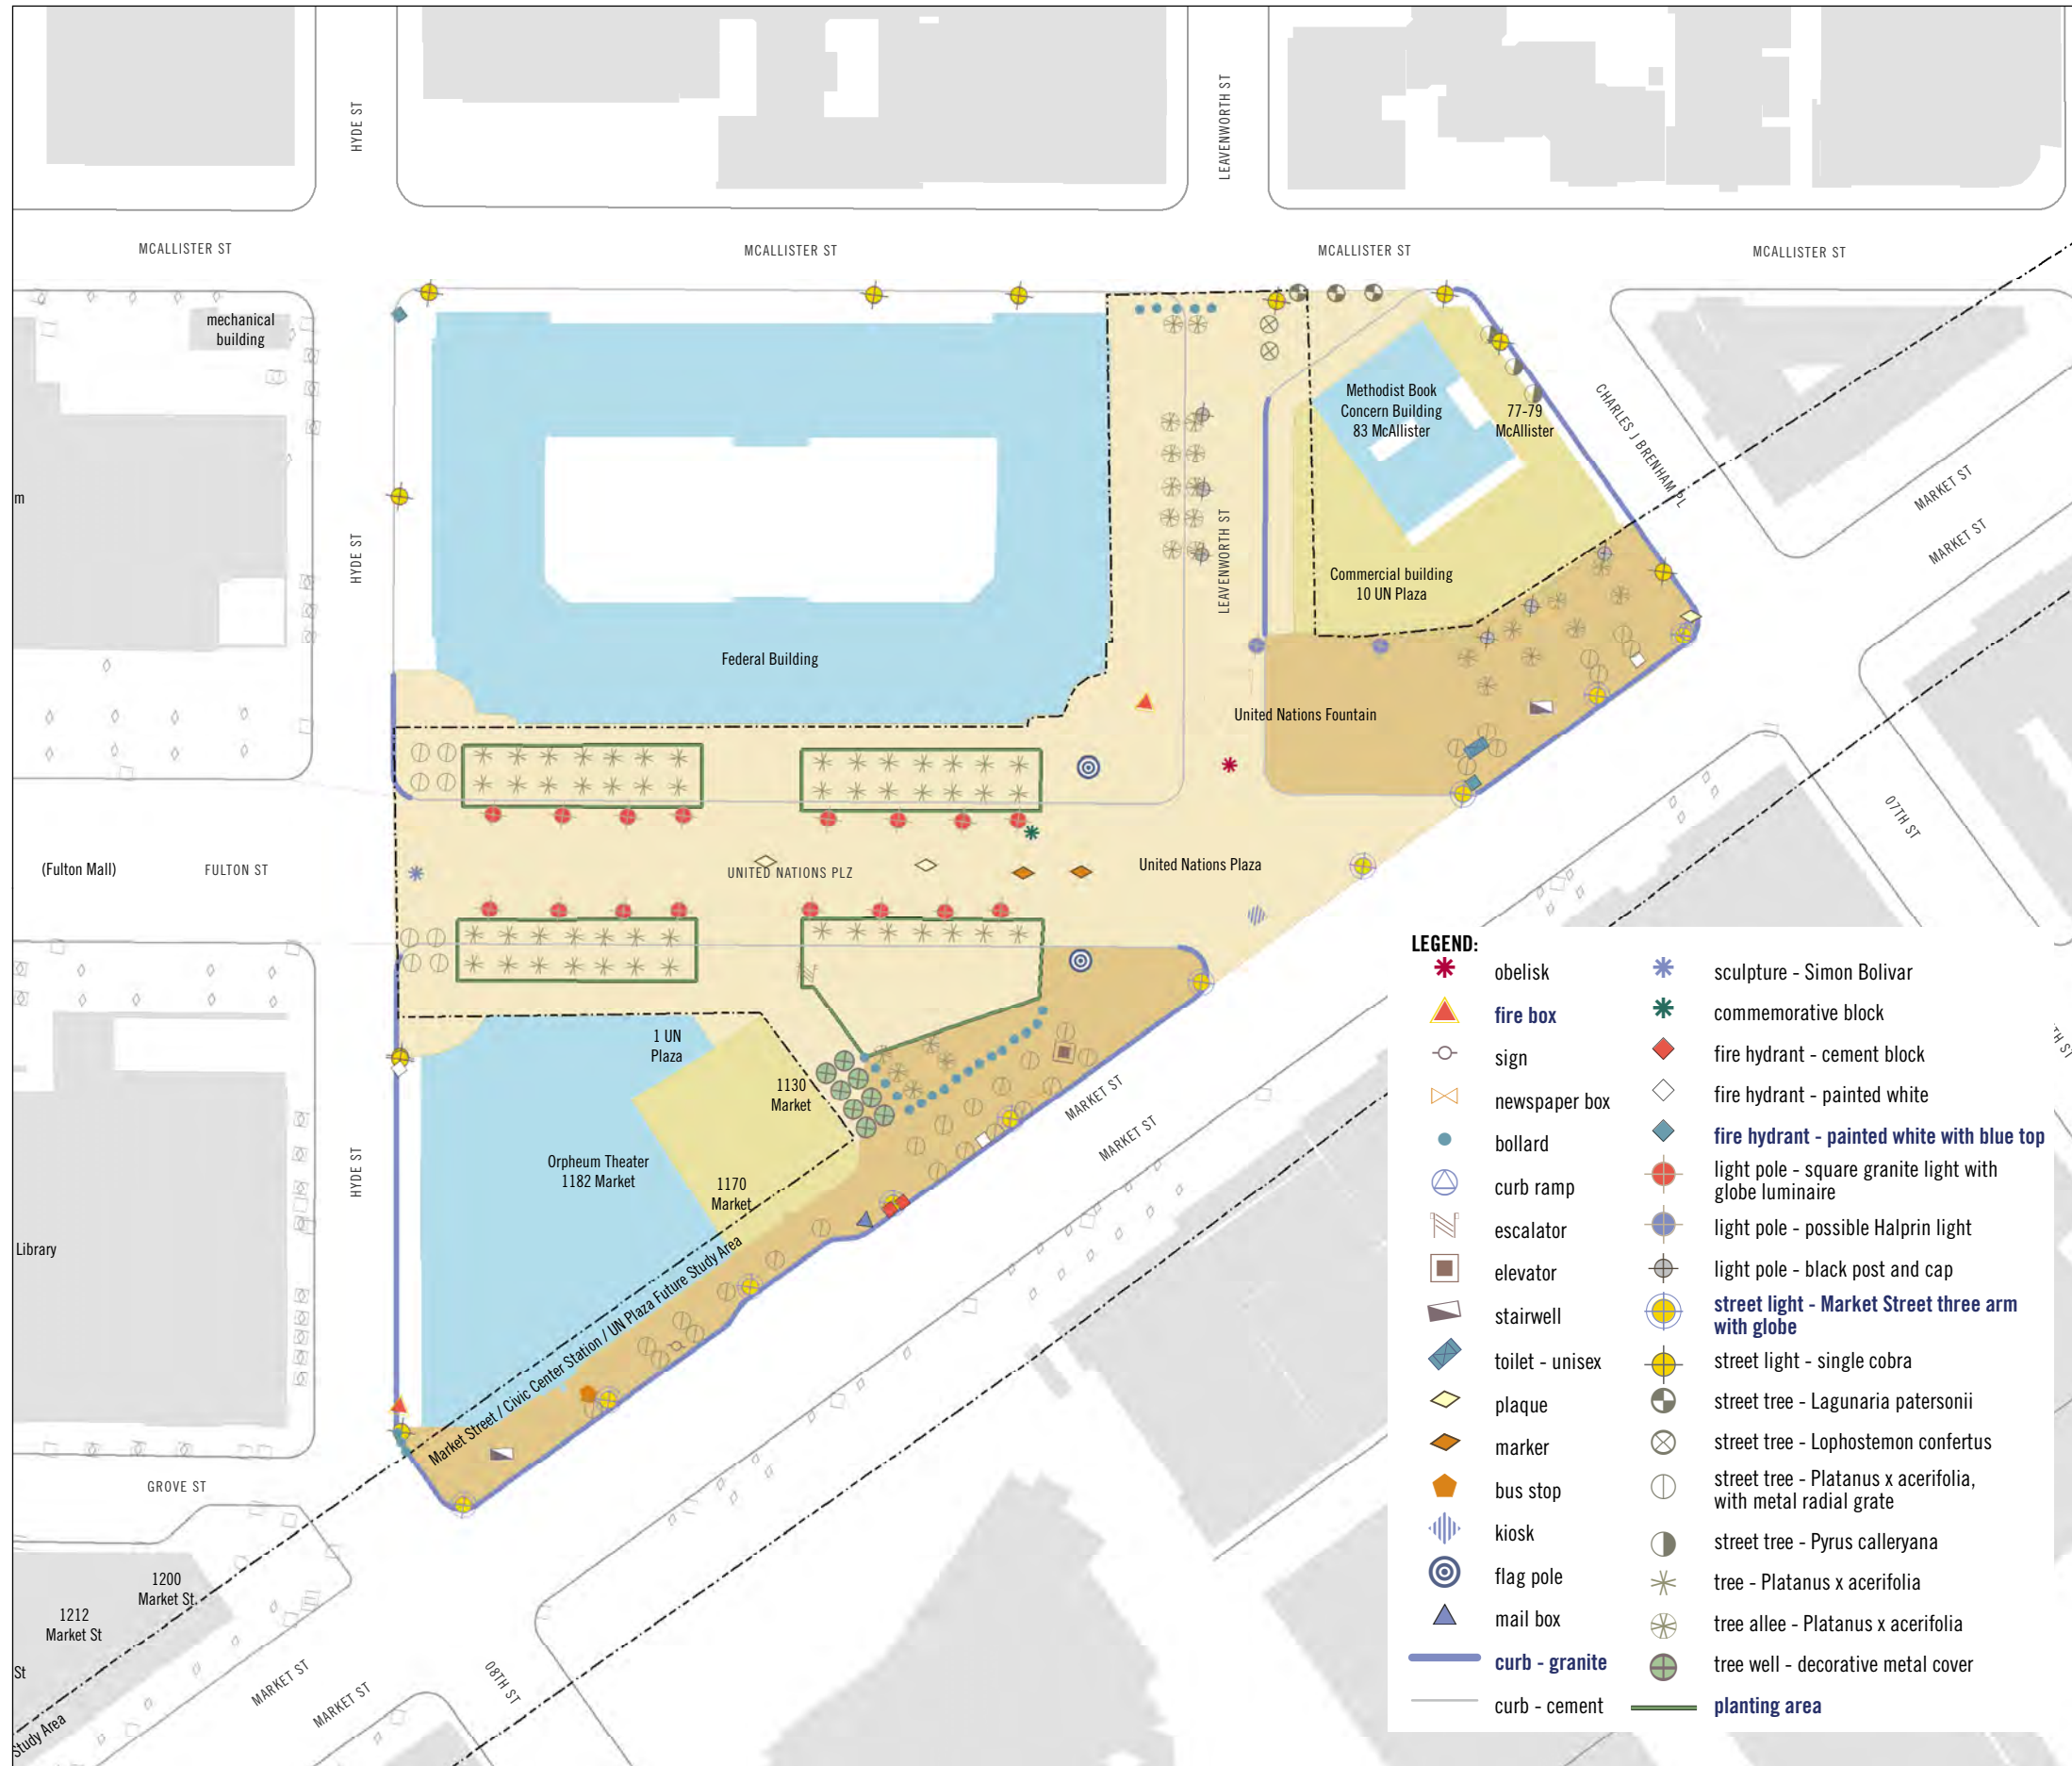 HYDE ST
LEAVENWORTH ST
MCALLISTER ST
MCALLISTER ST
MCALLISTER ST
MCALLISTER ST
mechanical
building
m
HYDE ST
LEAVENWORTH ST
Methodist Book
Concern Building
83 McAllister
77-79
McAllister
CHARLES J BRENHAM PL
MARKET ST
MARKET ST
Commercial building
10 UN Plaza
Federal Building
United Nations Fountain
07TH ST
(Fulton Mall)
FULTON ST
UNITED NATIONS PLZ
United Nations Plaza
1 UN
Plaza
1130
Market
MARKET ST
MARKET ST
Orpheum Theater
1182 Market
1170
Market
HYDE ST
Library
Market Street / Civic Center Station / UN Plaza Future Study Area
GROVE ST
1200
Market St.
1212
Market St
St
Study Area
MARKET ST
MARKET ST
08TH ST
TH ST
LEGEND:
obelisk
fire box
sign
newspaper box
bollard
curb ramp
escalator
elevator
stairwell
toilet - unisex
plaque
marker
bus stop
kiosk
flag pole
mail box
curb - granite
curb - cement
sculpture - Simon Bolivar
commemorative block
fire hydrant - cement block
fire hydrant - painted white
fire hydrant - painted white with blue top
light pole - square granite light with
globe luminaire
light pole - possible Halprin light
light pole - black post and cap
street light - Market Street three arm
with globe
street light - single cobra
street tree - Lagunaria patersonii
street tree - Lophostemon confertus
street tree - Platanus x acerifolia,
with metal radial grate
street tree - Pyrus calleryana
tree - Platanus x acerifolia
tree allee - Platanus x acerifolia
tree well - decorative metal cover
planting area